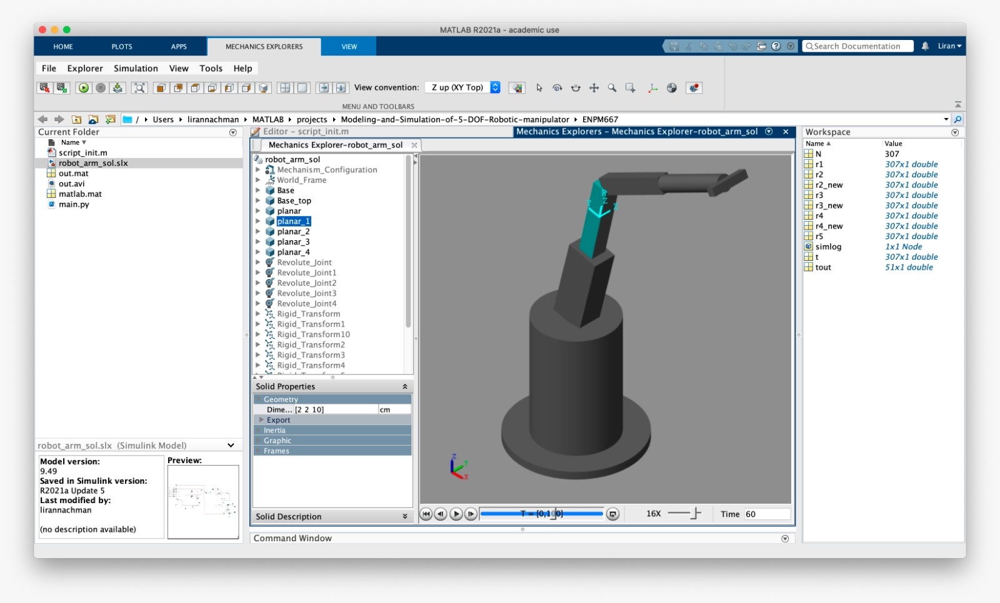 MATLAB R2021a - academic use
HOME PLOTS APPS MECHANICS EXPLORERS VIEW
Search Documentation Liran
File Explorer Simulation View Tools Help
View convention: Z up (XY Top)
MENU AND TOOLBARS
/ Users lirannachman MATLAB projects Modeling-and-Simulation-of-5-DOF-Robotic-manipulator ENPM667
Current Folder
Name
script_init.m
robot_arm_sol.slx
out.mat
out.avi
matlab.mat
main.py
robot_arm_sol.slx (Simulink Model)
Model version:
9.49
Saved in Simulink version:
R2021a Update 5
Last modified by:
lirannachman
(no description available)
Preview:
Editor - script_init.m
Mechanics Explorers - Mechanics Explorer-robot_arm_sol
Mechanics Explorer-robot_arm_sol
robot_arm_sol
Mechanism_Configuration
World_Frame
Base
Base_top
planar
planar_1
planar_2
planar_3
planar_4
Revolute_Joint
Revolute_Joint1
Revolute_Joint2
Revolute_Joint3
Revolute_Joint4
Rigid_Transform
Rigid_Transform1
Rigid_Transform10
Rigid_Transform2
Rigid_Transform3
Rigid_Transform4
Solid Properties
Geometry
Dime... [2 2 10] cm
Export
Inertia
Graphic
Frames
Solid Description
R
Z
Z
Y
X
16X
Time 60
Command Window
Workspace
Name Value
N 307
r1 307x1 double
r2 307x1 double
r2_new 307x1 double
r3 307x1 double
r3_new 307x1 double
r4 307x1 double
r4_new 307x1 double
r5 307x1 double
simlog 1x1 Node
t 307x1 double
tout 51x1 double